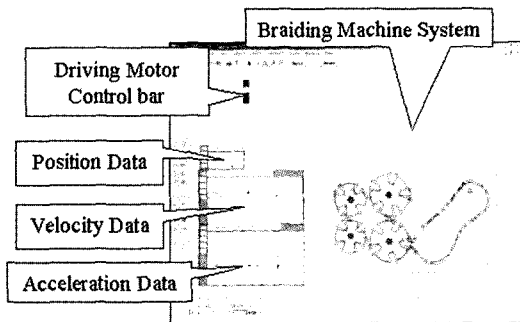 Braiding Machine System
Driving Motor
Control bar
Position Data
Velocity Data
Acceleration Data